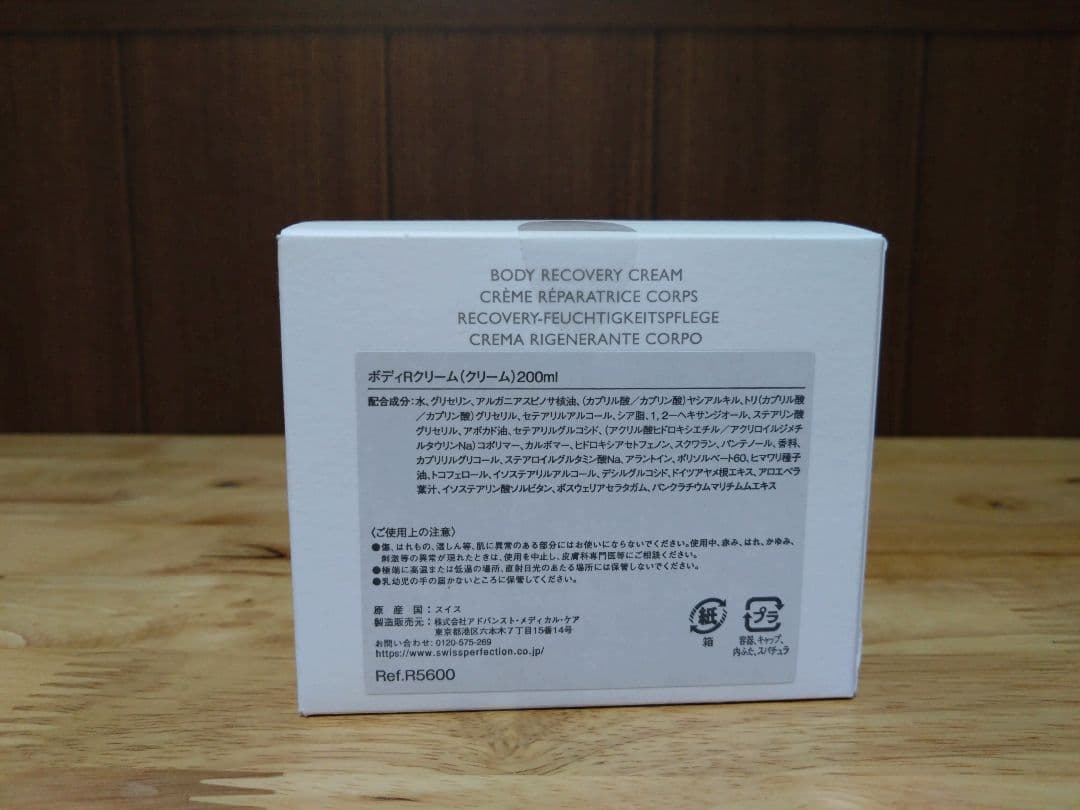 BODY RECOVERY CREAM
CRÈME RÉPARATRICE CORPS
RECOVERY-FEUCHTIGKEITSPFLEGE
CREMA RIGENERANTE CORPO
ボディRクリーム(クリーム)200ml
配合成分:水、グリセリン、アルガニアスピノサ核油、(カプリル酸/カプリン酸)ヤシアルキル、トリ(カプリル酸
/カプリン酸)グリセリル、セテアリルアルコール、シア脂、1,2-ヘキサンジオール、ステアリン酸
グリセリル、アボカド油、セテアリルグルコシド、(アクリル酸ヒドロキシエチル/アクリロイルジメチ
ルタウリンNa)コポリマー、カルボマー、ヒドロキシアセトフェノン、スクワラン、パンテノール、香料、
カプリリルグリコール、ステアロイルグルタミン酸Na、アラントイン、ポリソルベート60、ヒマワリ種子
油、トコフェロール、イソステアリルアルコール、デシルグルコシド、ドイツアヤメ根エキス、アロエベラ
葉汁、イソステアリン酸ソルビタン、ボスウェリアセラタガム、パンクラチウムマリチムムエキス
〈ご使用上の注意〉
●傷、はれもの、湿しん等、肌に異常のある部分にはお使いにならないでください。使用中、赤み、はれ、かゆみ、
刺激等の異常が現れたときは、使用を中止し、皮膚科専門医等にご相談ください。
●極端に高温または低温の場所、直射日光のあたる場所には保管しないでください。
●乳幼児の手の届かないところに保管してください。
原産国:スイス
製造販売元:株式会社アドバンスト・メディカル・ケア
東京都港区六本木7丁目15番14号
お問い合わせ:0120-575-269
https://www.swissperfection.co.jp/
Ref.R5600
紙
箱
プラ
容器、キャップ、
内ふた、スパチュラ